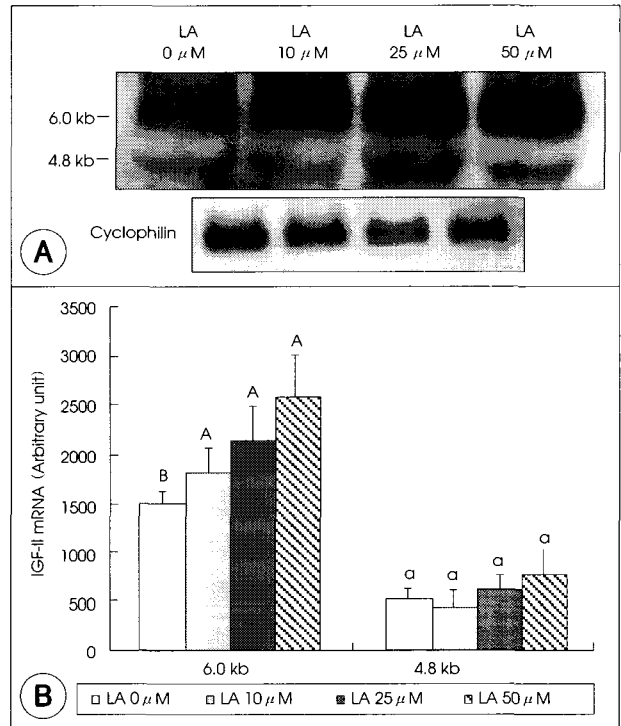 LA LA LA LA
0 μM 10 μM 25 μM 50 μM
6.0 kb
4.8 kb
Cyclophilin
A
3500
3000
2500
2000
1500
1000
500
0
IGF-II mRNA (Arbitrary unit)
B A A A
a a a a
6.0 kb 4.8 kb
B
LA 0 μM LA 10 μM LA 25 μM LA 50 μM